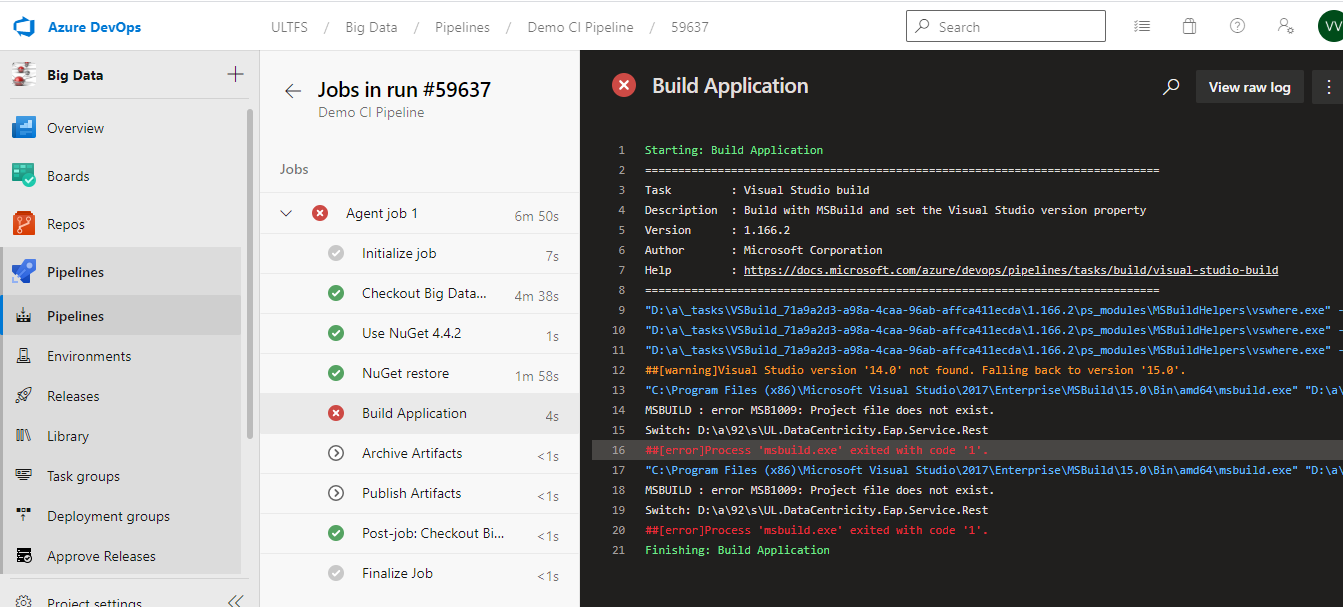 Azure DevOps
ULTFS / Big Data / Pipelines / Demo CI Pipeline / 59637
Search
VV
Big Data
Overview
Boards
Repos
Pipelines
Pipelines
Environments
Releases
Library
Task groups
Deployment groups
Approve Releases
Project settings
Jobs in run #59637
Demo CI Pipeline
Jobs
Agent job 1 6m 50s
Initialize job 7s
Checkout Big Data... 4m 38s
Use NuGet 4.4.2 1s
NuGet restore 1m 58s
Build Application 4s
Archive Artifacts <1s
Publish Artifacts <1s
Post-job: Checkout Bi... <1s
Finalize Job <1s
Build Application
View raw log
1 Starting: Build Application
2 ==============================================================================
3 Task : Visual Studio build
4 Description : Build with MSBuild and set the Visual Studio version property
5 Version : 1.166.2
6 Author : Microsoft Corporation
7 Help : https://docs.microsoft.com/azure/devops/pipelines/tasks/build/visual-studio-build
8 ==============================================================================
9 "D:\a\_tasks\VSBuild_71a9a2d3-a98a-4caa-96ab-affca411ecda\1.166.2\ps_modules\MSBuildHelpers\vswhere.exe" -
10 "D:\a\_tasks\VSBuild_71a9a2d3-a98a-4caa-96ab-affca411ecda\1.166.2\ps_modules\MSBuildHelpers\vswhere.exe" -
11 "D:\a\_tasks\VSBuild_71a9a2d3-a98a-4caa-96ab-affca411ecda\1.166.2\ps_modules\MSBuildHelpers\vswhere.exe" -
12 ##[warning]Visual Studio version '14.0' not found. Falling back to version '15.0'.
13 "C:\Program Files (x86)\Microsoft Visual Studio\2017\Enterprise\MSBuild\15.0\Bin\amd64\msbuild.exe" "D:\a\
14 MSBUILD : error MSB1009: Project file does not exist.
15 Switch: D:\a\92\s\UL.DataCentricity.Eap.Service.Rest
16 ##[error]Process 'msbuild.exe' exited with code '1'.
17 "C:\Program Files (x86)\Microsoft Visual Studio\2017\Enterprise\MSBuild\15.0\Bin\amd64\msbuild.exe" "D:\a\
18 MSBUILD : error MSB1009: Project file does not exist.
19 Switch: D:\a\92\s\UL.DataCentricity.Eap.Service.Rest
20 ##[error]Process 'msbuild.exe' exited with code '1'.
21 Finishing: Build Application